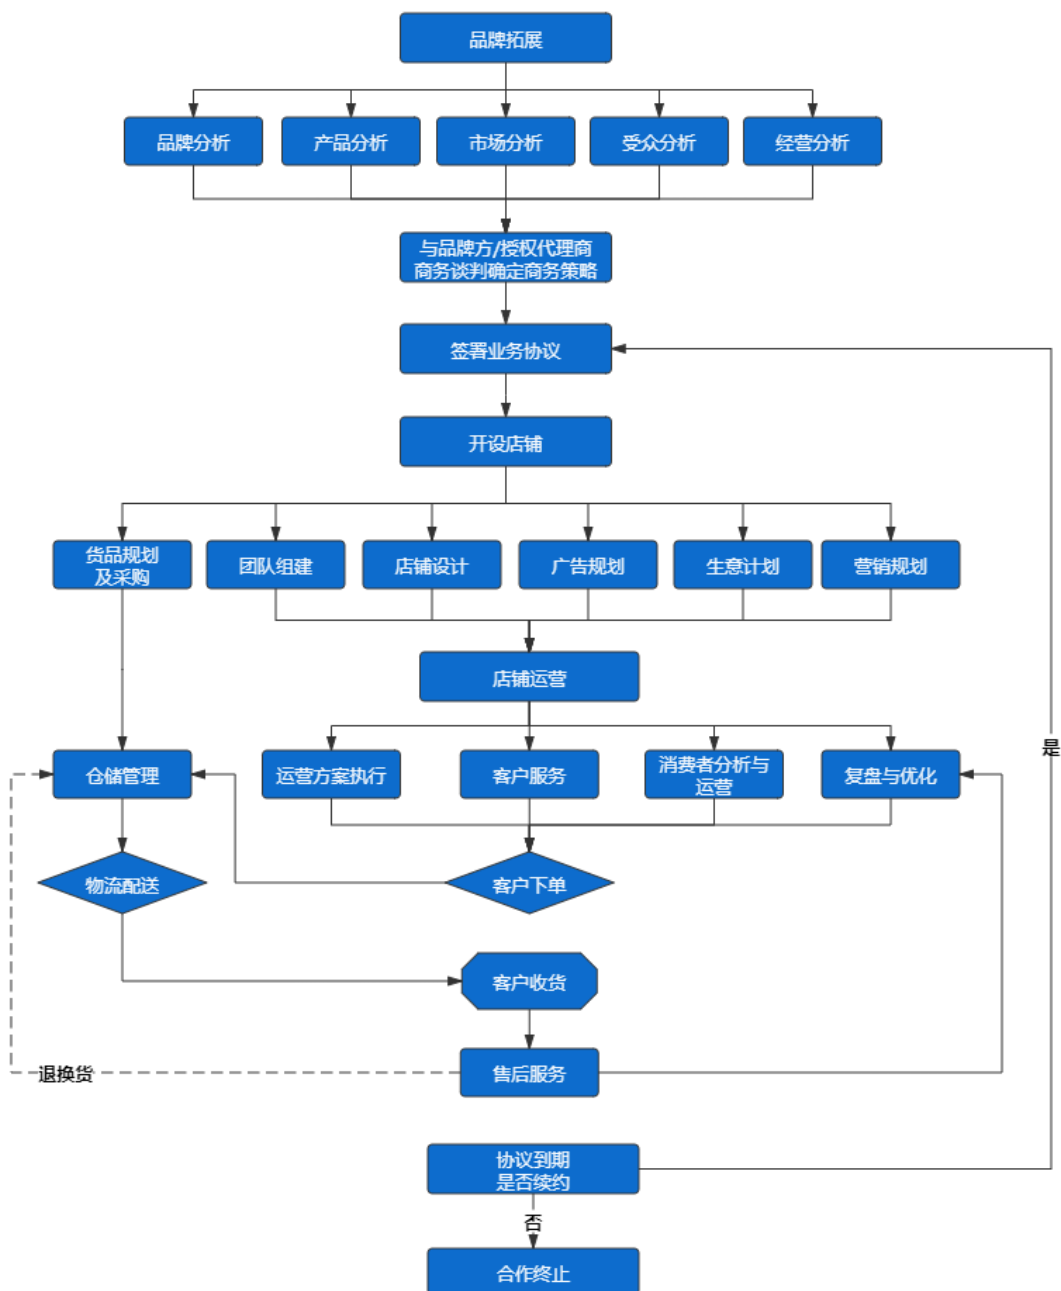 品牌拓展
品牌分析
产品分析
市场分析
受众分析
经营分析
与品牌方/授权代理商
商务谈判确定商务策略
签署业务协议
开设店铺
货品规划
及采购
团队组建
店铺设计
广告规划
生意计划
营销规划
店铺运营
是
仓储管理
运营方案执行
客户服务
消费者分析与
运营
复盘与优化
物流配送
客户下单
客户收货
退换货
售后服务
协议到期
是否续约
否
合作终止